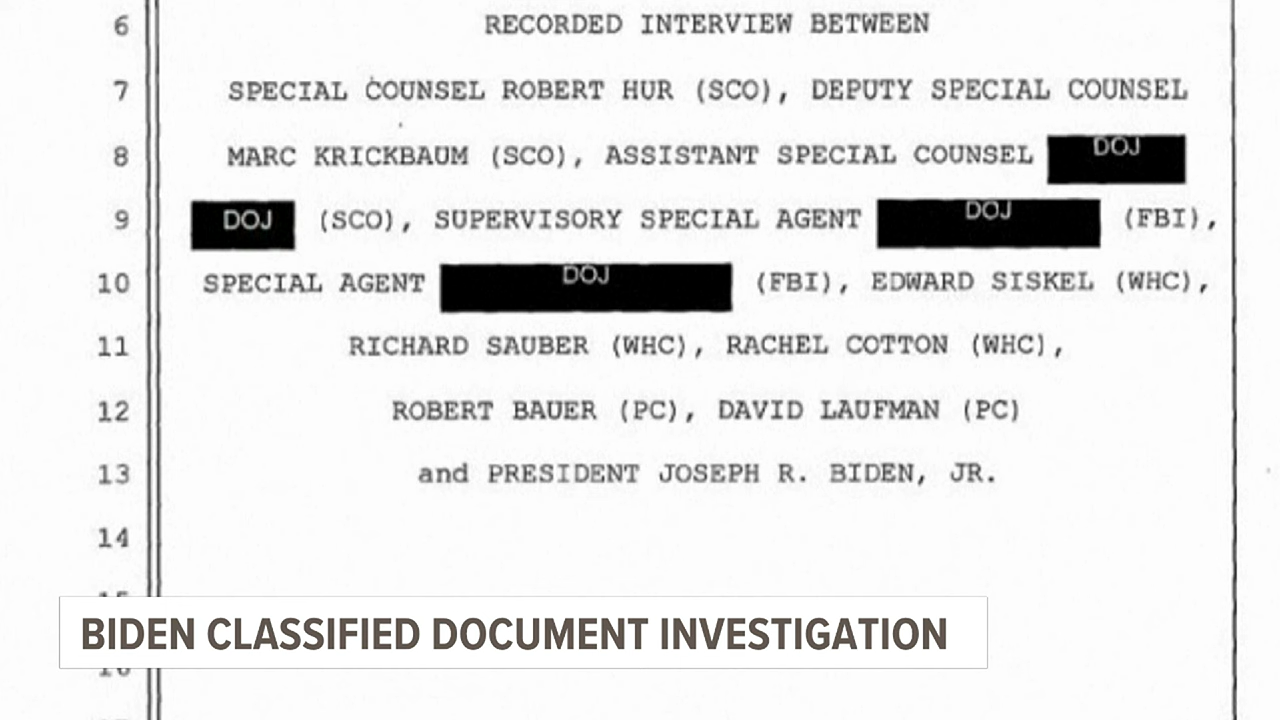 6 RECORDED INTERVIEW BETWEEN
7 SPECIAL COUNSEL ROBERT HUR (SCO), DEPUTY SPECIAL COUNSEL
8 MARC KRICKBAUM (SCO), ASSISTANT SPECIAL COUNSEL DOJ
9 DOJ (SCO), SUPERVISORY SPECIAL AGENT DOJ (FBI),
10 SPECIAL AGENT DOJ (FBI), EDWARD SISKEL (WHC),
11 RICHARD SAUBER (WHC), RACHEL COTTON (WHC),
12 ROBERT BAUER (PC), DAVID LAUFMAN (PC)
13 and PRESIDENT JOSEPH R. BIDEN, JR.
14
BIDEN CLASSIFIED DOCUMENT INVESTIGATION